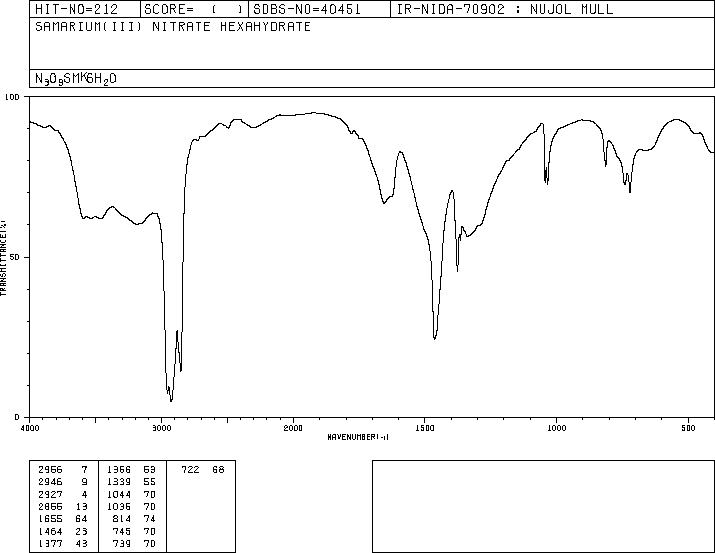 HIT-NO=212 SCORE= ( ) SDBS-NO=40451 IR-NIDA-70902 : NUJOL MULL
SAMARIUM(III) NITRATE HEXAHYDRATE
N3O9SM*6H2O
100
50
0
TRANSMITTANCE(%)
4000 3000 2000 1500 1000 500
WAVENUMBER(-1)
2956 7 1366 53 722 68
2946 9 1339 55
2927 4 1044 70
2855 13 1036 70
1655 64 814 74
1464 23 745 70
1377 43 739 70